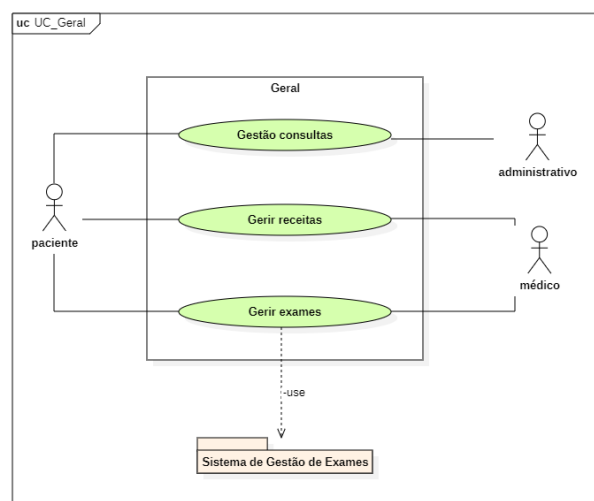 uc UC_Geral
Geral
Gestão consultas
administrativo
Gerir receitas
paciente
médico
Gerir exames
-use
Sistema de Gestão de Exames